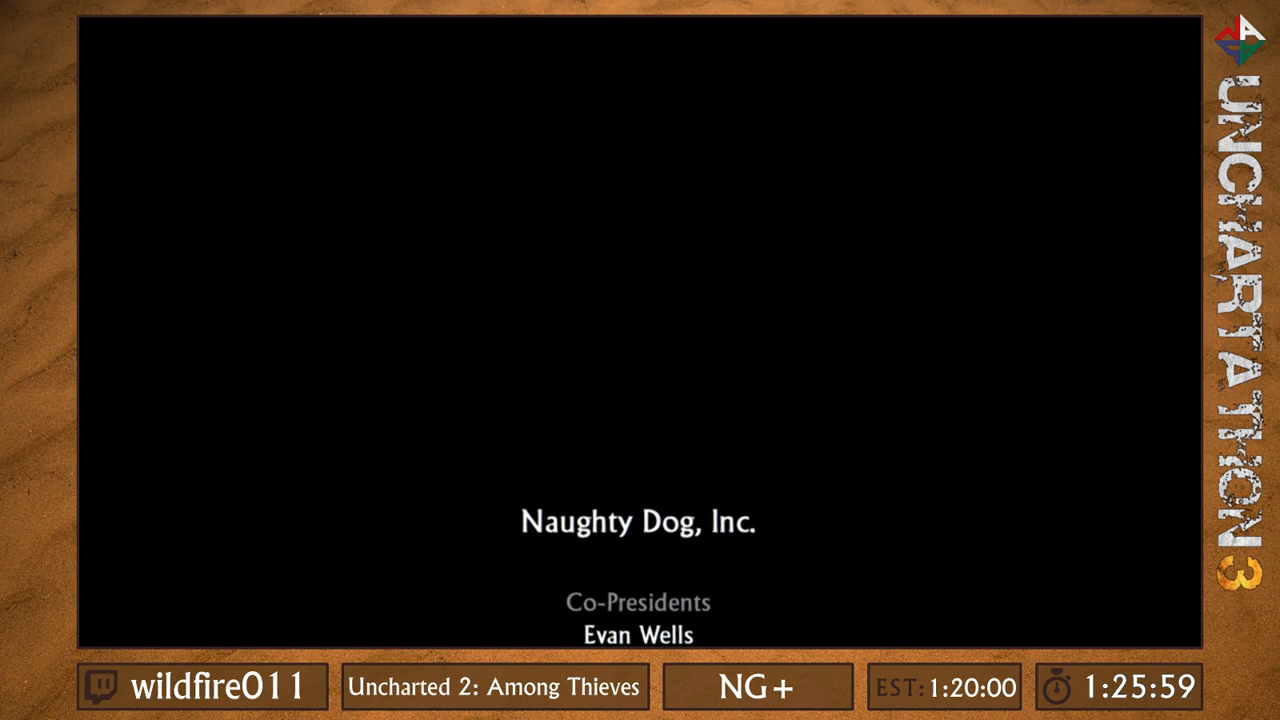 Naughty Dog, Inc.
Co-Presidents
Evan Wells
UNCHARTATHON 3
wildfire011
Uncharted 2: Among Thieves
NG+
EST: 1:20:00
1:25:59